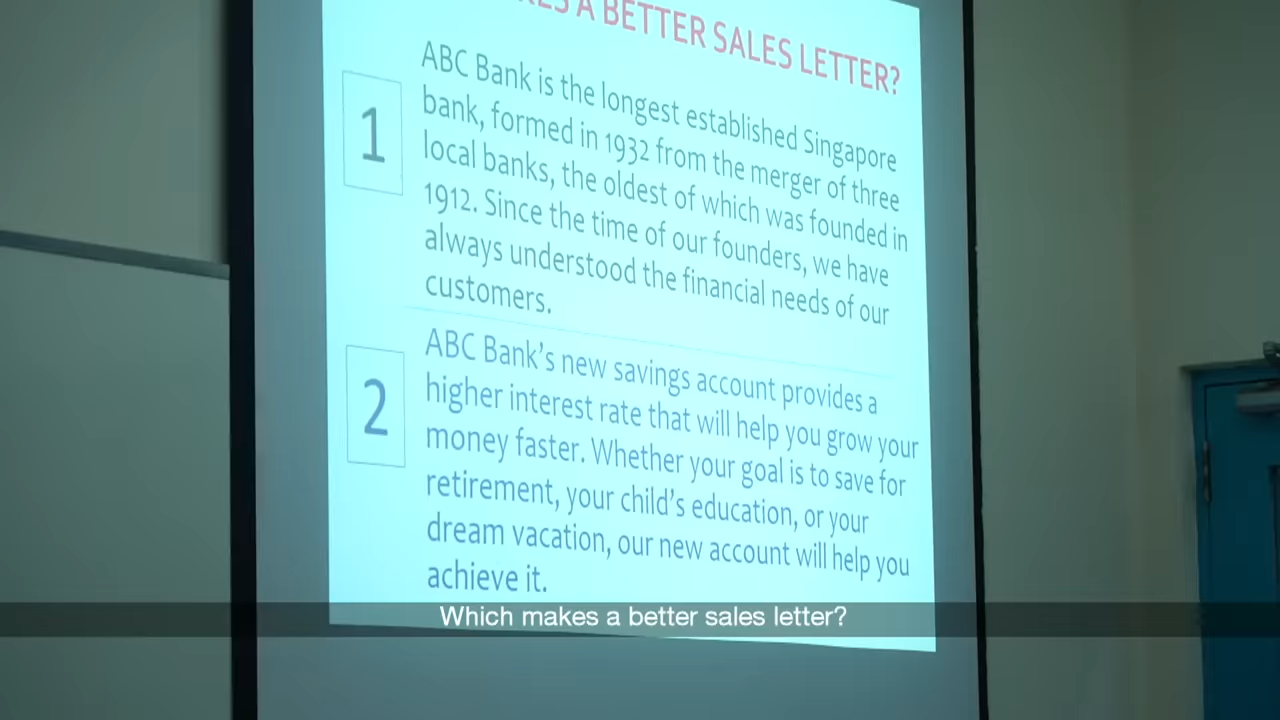 A BETTER SALES LETTER?
1
ABC Bank is the longest established Singapore
bank, formed in 1932 from the merger of three
local banks, the oldest of which was founded in
1912. Since the time of our founders, we have
always understood the financial needs of our
customers.
2
ABC Bank's new savings account provides a
higher interest rate that will help you grow your
money faster. Whether your goal is to save for
retirement, your child's education, or your
dream vacation, our new account will help you
achieve it.
Which makes a better sales letter?